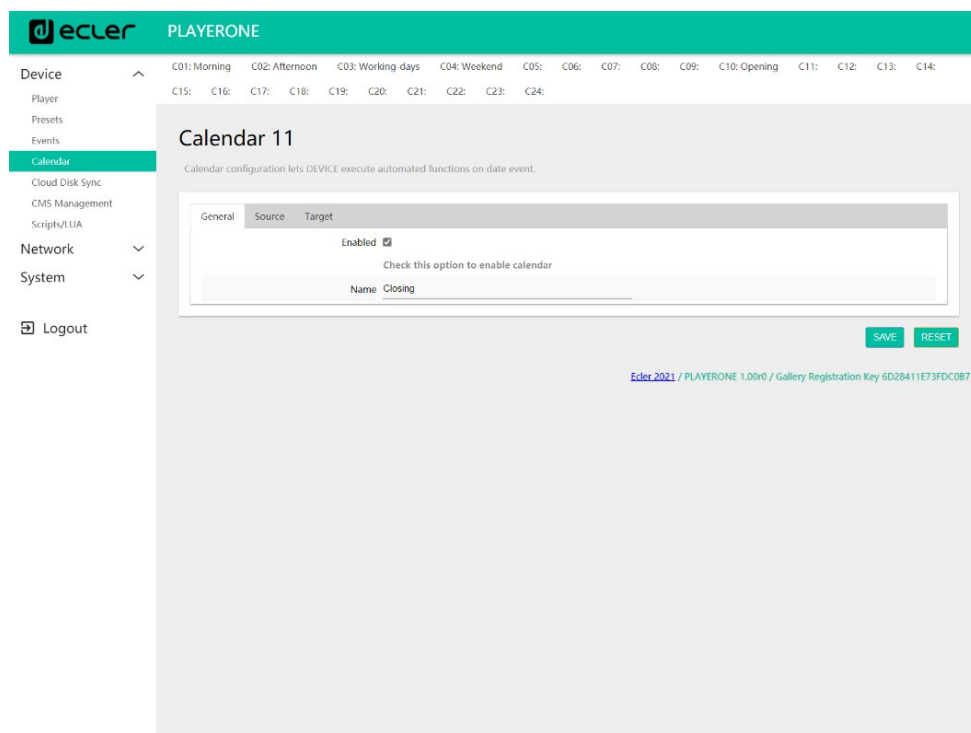 ecler
PLAYERONE
Device
Player
Presets
Events
Calendar
Cloud Disk Sync
CMS Management
Scripts/LUA
Network
System
Logout
C01: Morning C02: Afternoon C03: Working-days C04: Weekend C05: C06: C07: C08: C09: C10: Opening C11: C12: C13: C14:
C15: C16: C17: C18: C19: C20: C21: C22: C23: C24:
Calendar 11
Calendar configuration lets DEVICE execute automated functions on date event.
General Source Target
Enabled
Check this option to enable calendar
Name Closing
SAVE RESET
Ecler 2021 / PLAYERONE 1.00r0 / Gallery Registration Key 6D28411E73FDC0B7